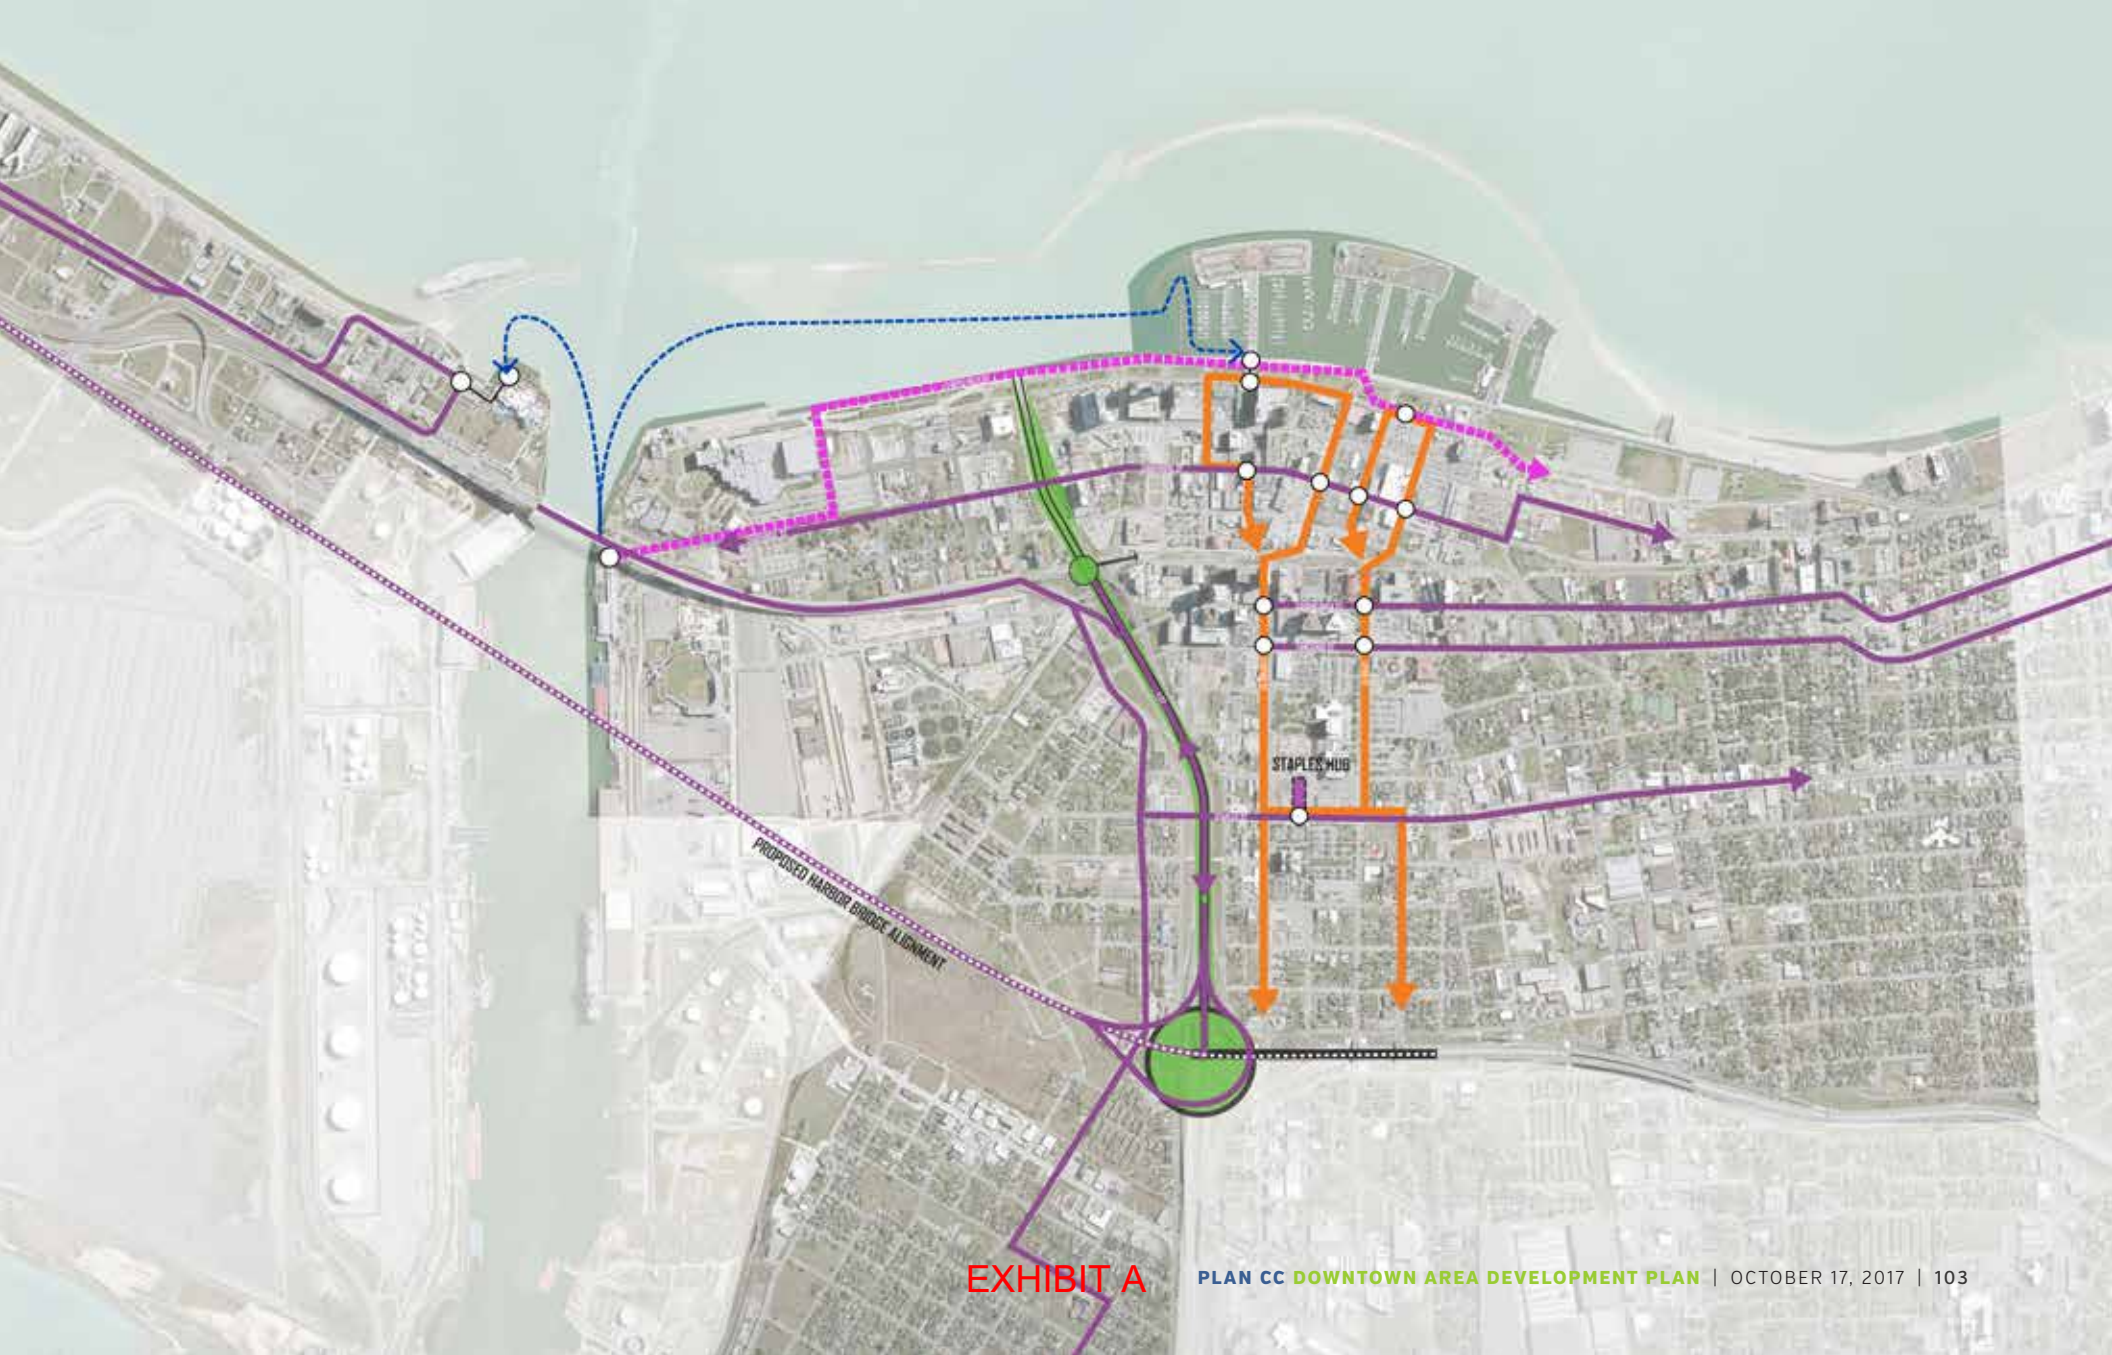 STAPLES HUB
PROPOSED HARBOR BRIDGE ALIGNMENT
EXHIBIT A
PLAN CC DOWNTOWN AREA DEVELOPMENT PLAN | OCTOBER 17, 2017 | 103